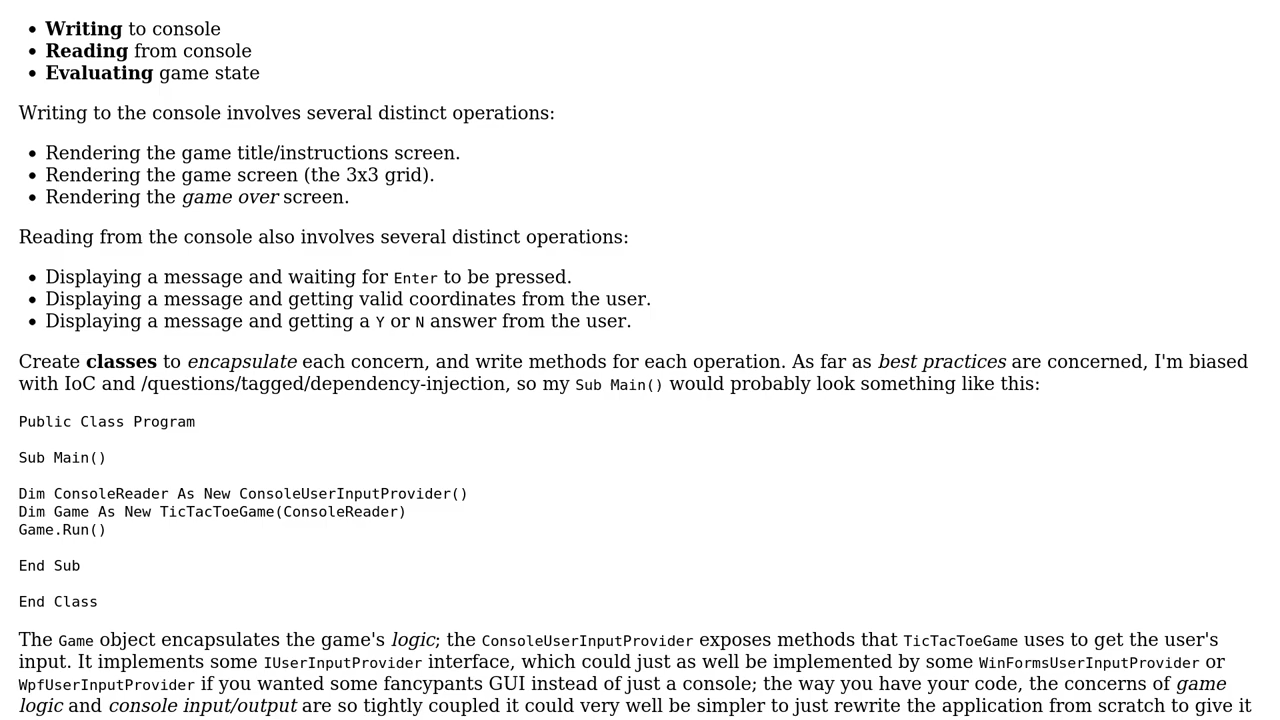 Writing to console
Reading from console
Evaluating game state
Writing to the console involves several distinct operations:
Rendering the game title/instructions screen.
Rendering the game screen (the 3x3 grid).
Rendering the game over screen.
Reading from the console also involves several distinct operations:
Displaying a message and waiting for Enter to be pressed.
Displaying a message and getting valid coordinates from the user.
Displaying a message and getting a Y or N answer from the user.
Create classes to encapsulate each concern, and write methods for each operation. As far as best practices are concerned, I'm biased
with IoC and /questions/tagged/dependency-injection, so my Sub Main() would probably look something like this:
Public Class Program
Sub Main()
Dim ConsoleReader As New ConsoleUserInputProvider()
Dim Game As New TicTacToeGame(ConsoleReader)
Game.Run()
End Sub
End Class
The Game object encapsulates the game's logic; the ConsoleUserInputProvider exposes methods that TicTacToeGame uses to get the user's
input. It implements some IUserInputProvider interface, which could just as well be implemented by some WinFormsUserInputProvider or
WpfUserInputProvider if you wanted some fancypants GUI instead of just a console; the way you have your code, the concerns of game
logic and console input/output are so tightly coupled it could very well be simpler to just rewrite the application from scratch to give it